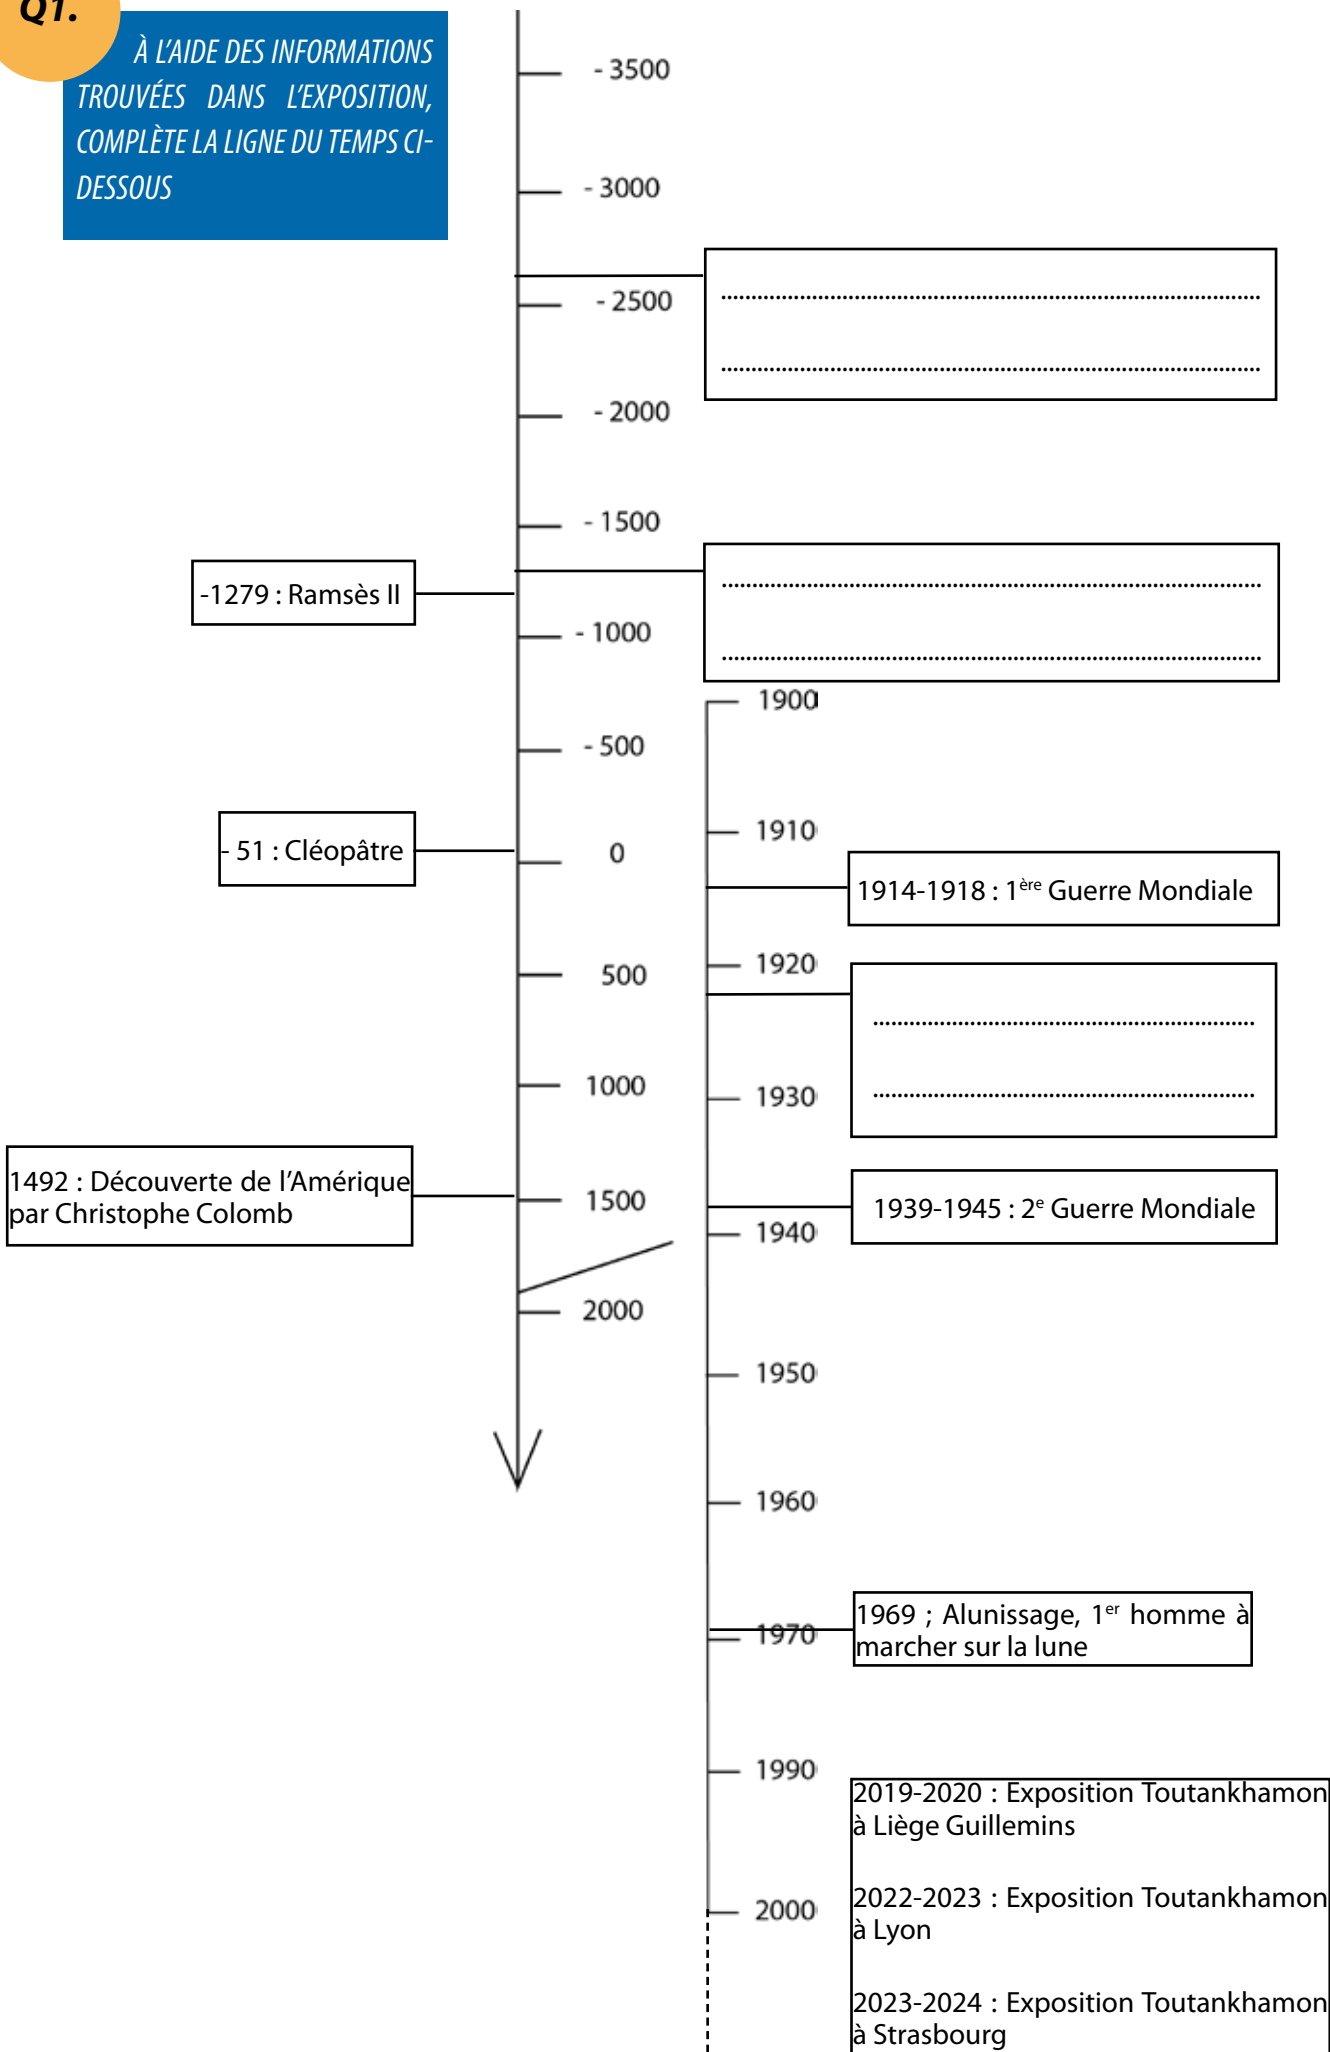 Q1.
À L'AIDE DES INFORMATIONS
TROUVÉES DANS L'EXPOSITION,
COMPLÈTE LA LIGNE DU TEMPS CI-
DESSOUS
- 3500
- 3000
- 2500
- 2000
- 1500
-1279 : Ramsès II
- 1000
- 500
- 51 : Cléopâtre
0
500
1000
1492 : Découverte de l'Amérique
par Christophe Colomb
1500
2000
1900
1910
1914-1918 : 1ère Guerre Mondiale
1920
1930
1939-1945 : 2e Guerre Mondiale
1940
1950
1960
1969 ; Alunissage, 1er homme à
marcher sur la lune
1970
1990
2019-2020 : Exposition Toutankhamon
à Liège Guillemins
2022-2023 : Exposition Toutankhamon
à Lyon
2000
2023-2024 : Exposition Toutankhamon
à Strasbourg